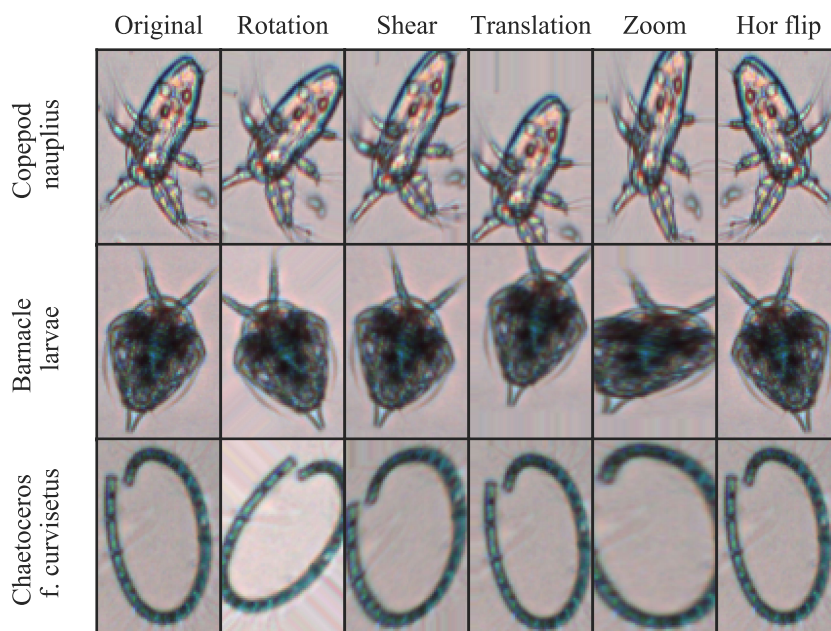 Original Rotation Shear Translation Zoom Hor flip
Copepod
nauplius
Barnacle
larvae
Chaetoceros
f. curvisetus